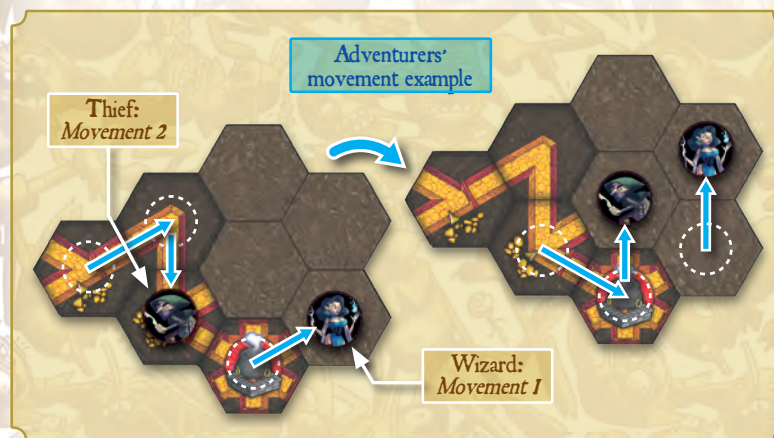 Adventurers'
movement example
Thief:
Movement 2
Wizard:
Movement 1